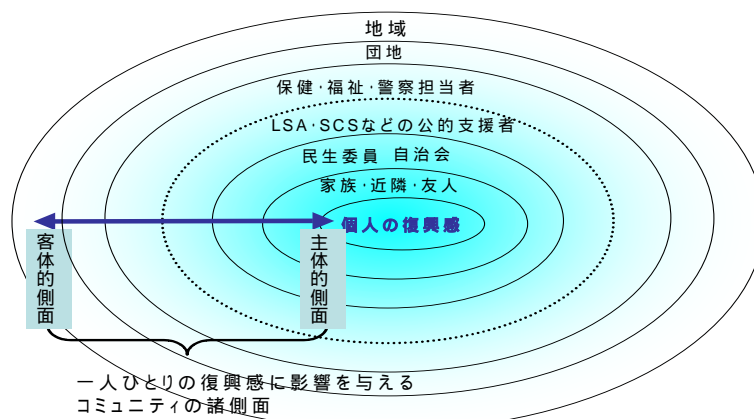 地域
団地
保健・福祉・警察担当者
LSA・SCSなどの公的支援者
民生委員 自治会
家族・近隣・友人
個人の復興感
客体的側面
主体的側面
一人ひとりの復興感に影響を与える
コミュニティの諸側面